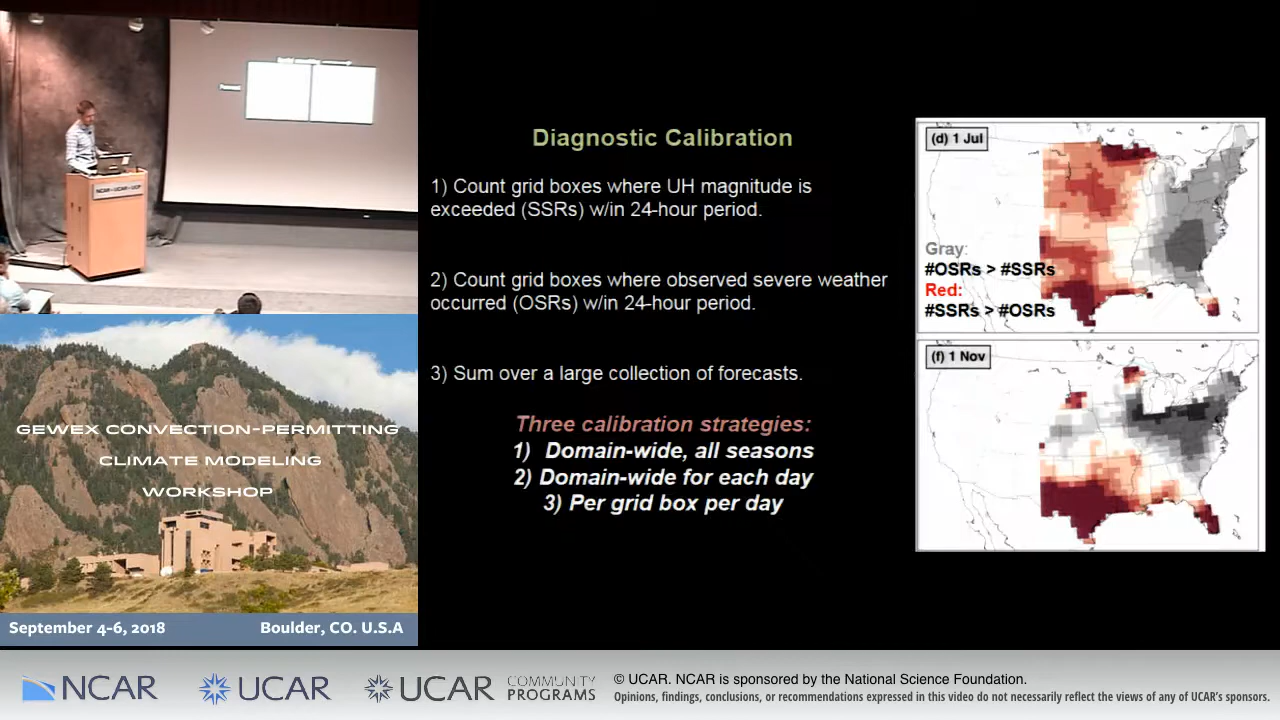 NCAR•UCAR•UCP
Diagnostic Calibration
1) Count grid boxes where UH magnitude is
exceeded (SSRs) w/in 24-hour period.
2) Count grid boxes where observed severe weather
occurred (OSRs) w/in 24-hour period.
3) Sum over a large collection of forecasts.
Three calibration strategies:
1) Domain-wide, all seasons
2) Domain-wide for each day
3) Per grid box per day
(d) 1 Jul
Gray:
#OSRs > #SSRs
Red:
#SSRs > #OSRs
(f) 1 Nov
GEWEX CONVECTION-PERMITTING
CLIMATE MODELING
WORKSHOP
September 4-6, 2018
Boulder, CO. U.S.A
NCAR
UCAR
UCAR
COMMUNITY
PROGRAMS
© UCAR. NCAR is sponsored by the National Science Foundation.
Opinions, findings, conclusions, or recommendations expressed in this video do not necessarily reflect the views of any of UCAR's sponsors.